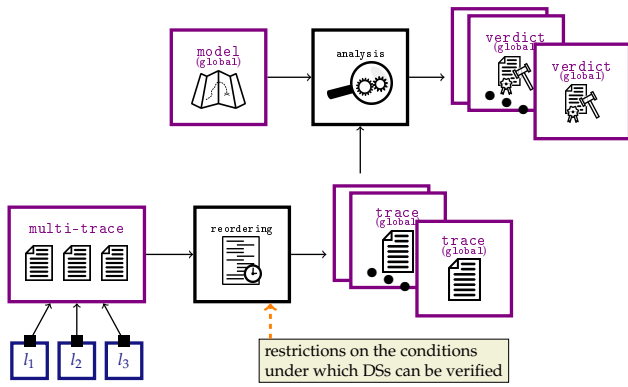 model
(global)
analysis
verdict
(global)
verdict
(global)
multi-trace
reordering
trace
(global)
trace
(global)
l1
l2
l3
restrictions on the conditions
under which DSs can be verified